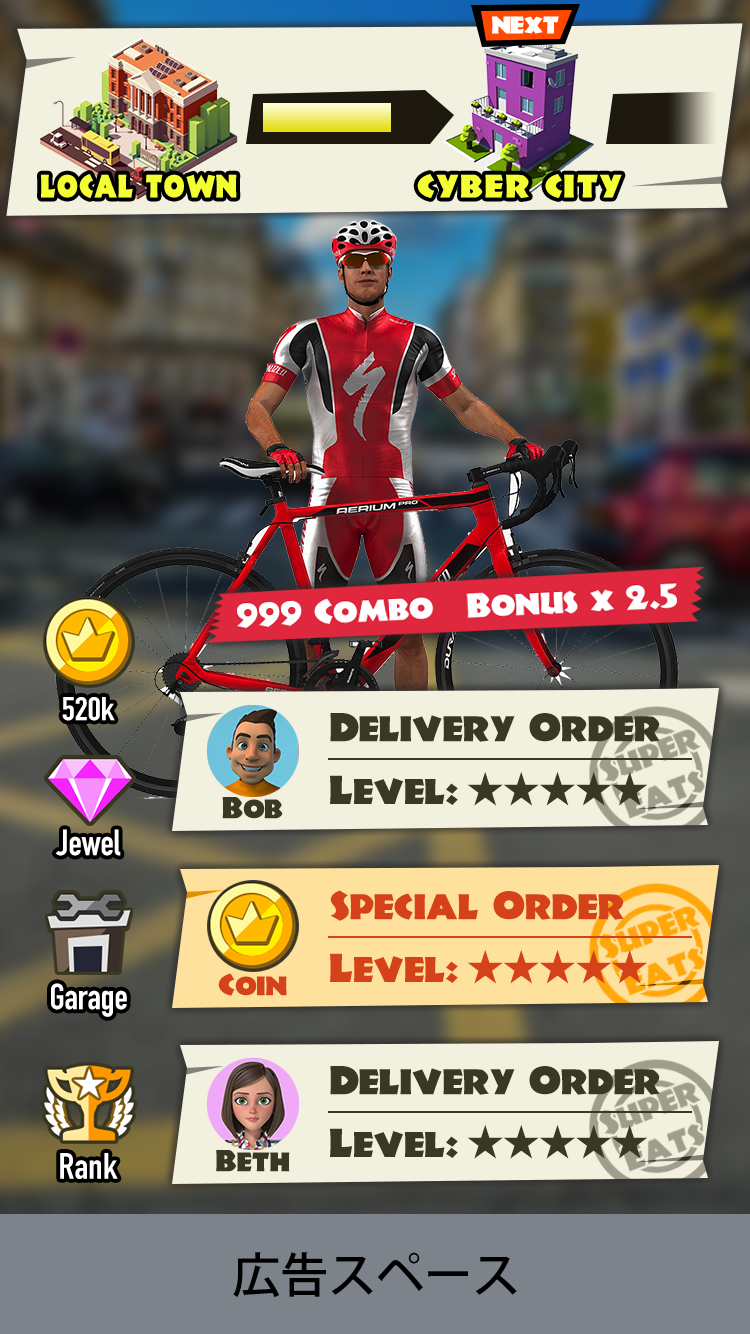 NEXT
LOCAL TOWN
CYBER CITY
AERIUM PRO
999 COMBO BONUS X 2.5
520k
DELIVERY ORDER
LEVEL: ★★★★★
BOB
SUPER EATS
Jewel
SPECIAL ORDER
LEVEL: ★★★★★
COIN
SUPER EATS
Garage
DELIVERY ORDER
LEVEL: ★★★★★
BETH
SUPER EATS
Rank
広告スペース